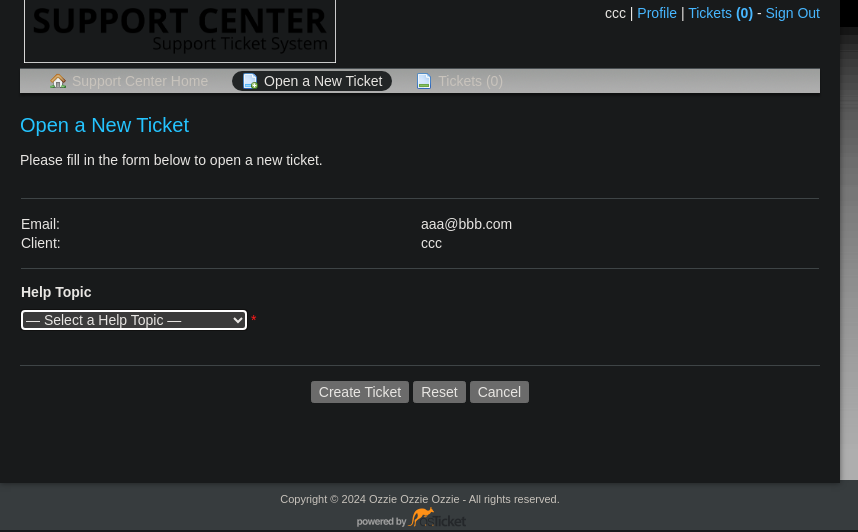 SUPPORT CENTER
Support Ticket System
ccc | Profile | Tickets (0) - Sign Out
Support Center Home Open a New Ticket Tickets (0)
Open a New Ticket
Please fill in the form below to open a new ticket.
Email: aaa@bbb.com
Client: ccc
Help Topic
— Select a Help Topic — *
Create Ticket Reset Cancel
Copyright © 2024 Ozzie Ozzie Ozzie - All rights reserved.
powered by osTicket